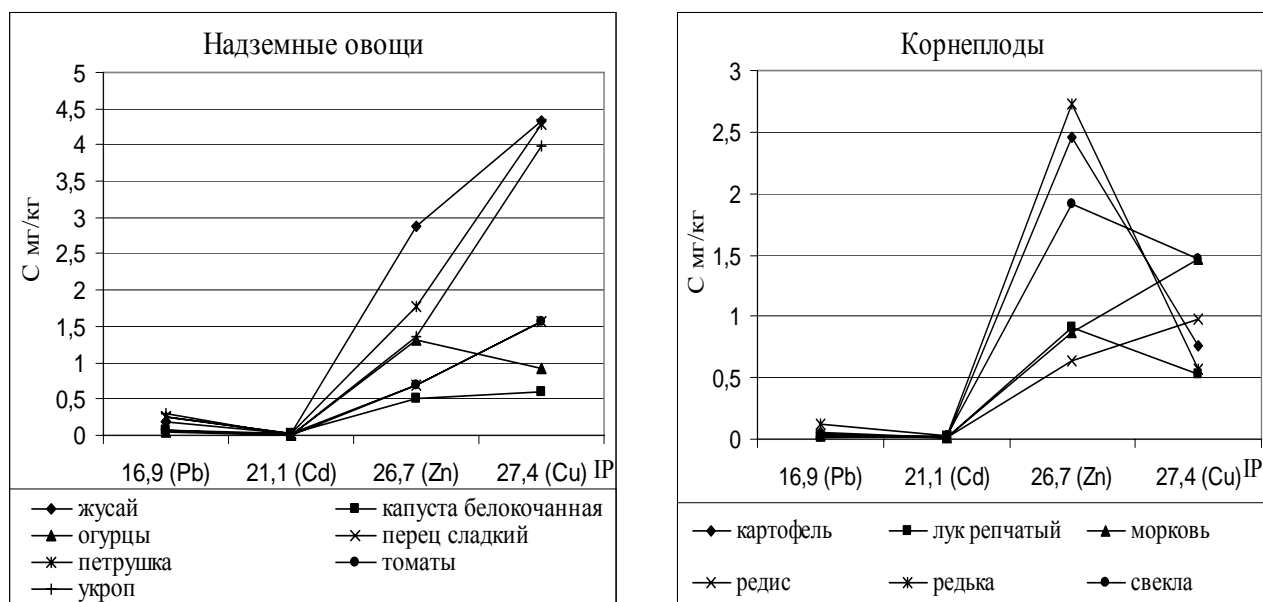 Надземные овощи
5
4,5
4
3,5
3
2,5
2
1,5
1
0,5
0
С мг/кг
16,9 (Pb) 21,1 (Cd) 26,7 (Zn) 27,4 (Cu) IP
жусай капуста белокочанная
огурцы перец сладкий
петрушка томаты
укроп
Корнеплоды
3
2,5
2
1,5
1
0,5
0
С мг/кг
16,9 (Pb) 21,1 (Cd) 26,7 (Zn) 27,4 (Cu) IP
картофель лук репчатый морковь
редис редька свекла